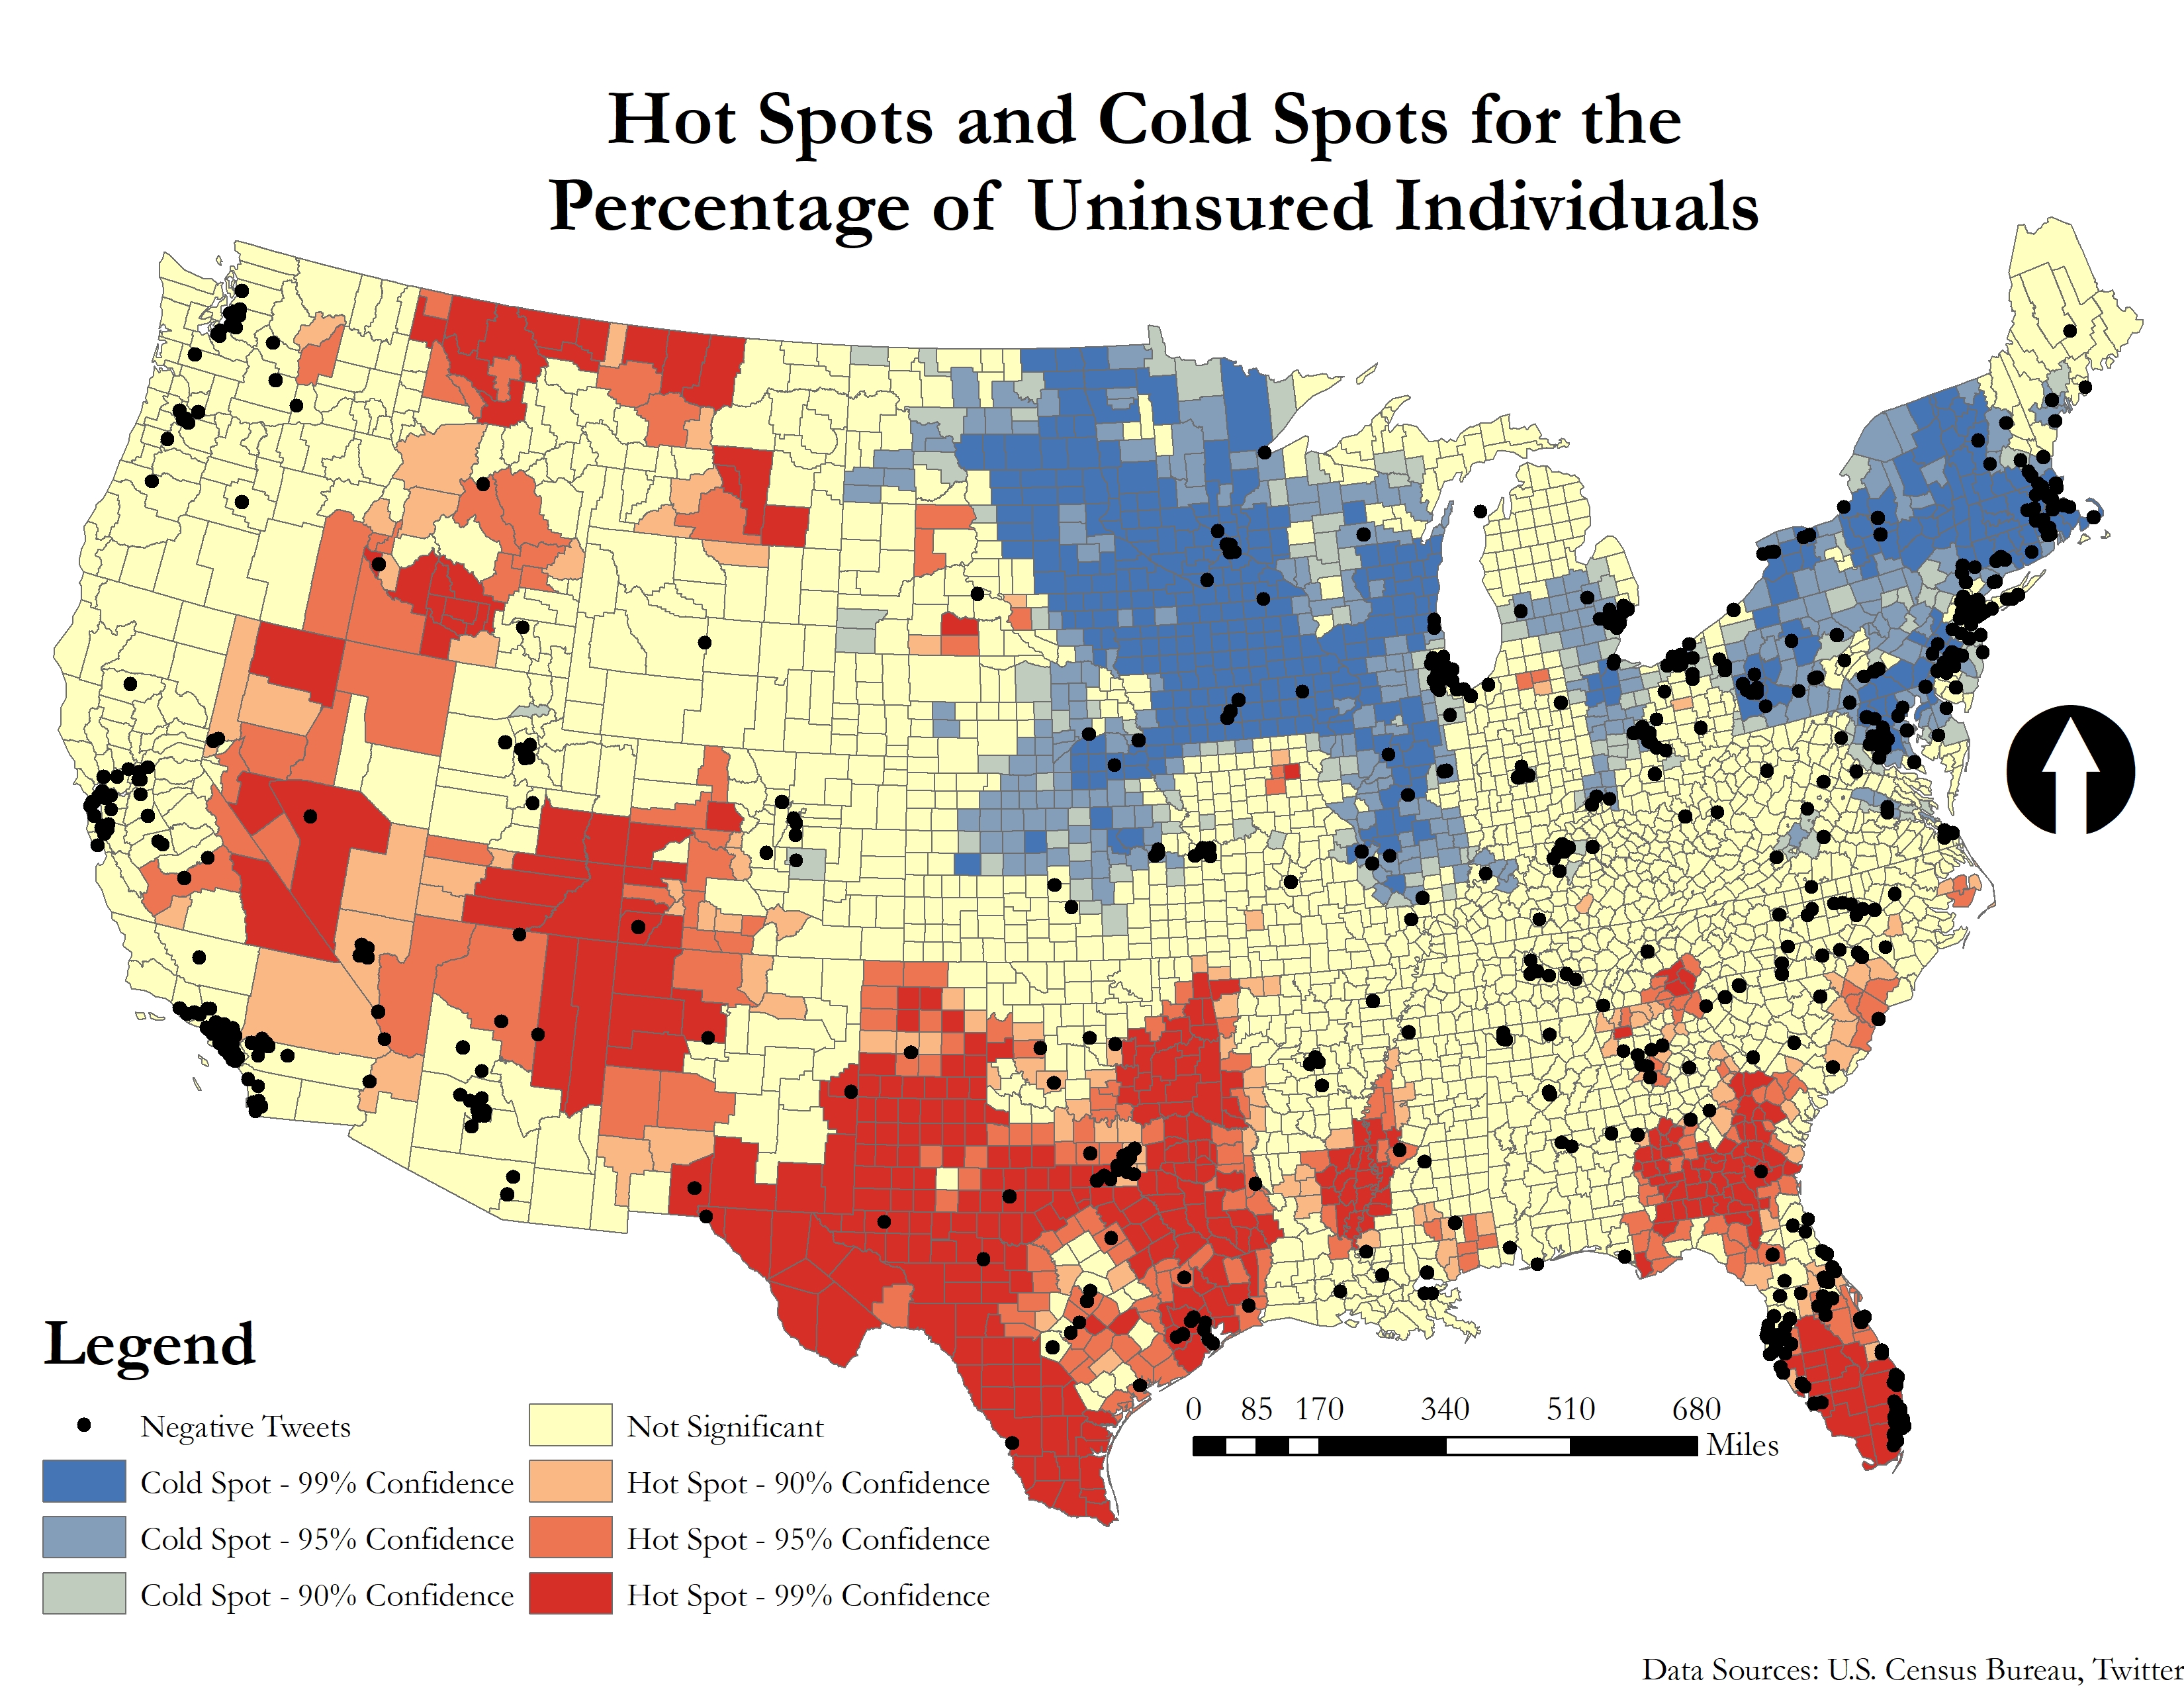 Hot Spots and Cold Spots for the
Percentage of Uninsured Individuals
Legend
Negative Tweets
Cold Spot - 99% Confidence
Cold Spot - 95% Confidence
Cold Spot - 90% Confidence
Not Significant
Hot Spot - 90% Confidence
Hot Spot - 95% Confidence
Hot Spot - 99% Confidence
0 85 170 340 510 680
Miles
Data Sources: U.S. Census Bureau, Twitter